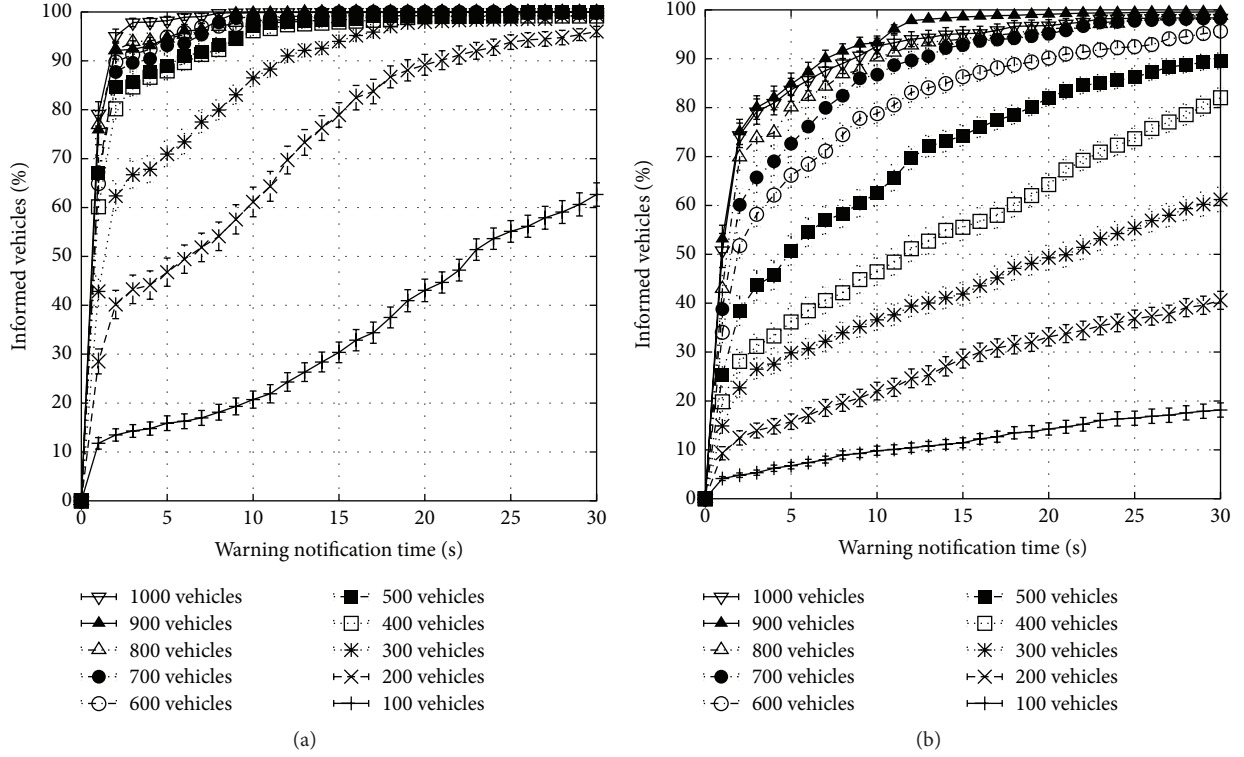 Informed vehicles (%)
100
90
80
70
60
50
40
30
20
10
0
0 5 10 15 20 25 30
Warning notification time (s)
1000 vehicles 500 vehicles
900 vehicles 400 vehicles
800 vehicles 300 vehicles
700 vehicles 200 vehicles
600 vehicles 100 vehicles
(a)
Informed vehicles (%)
100
90
80
70
60
50
40
30
20
10
0
0 5 10 15 20 25 30
Warning notification time (s)
1000 vehicles 500 vehicles
900 vehicles 400 vehicles
800 vehicles 300 vehicles
700 vehicles 200 vehicles
600 vehicles 100 vehicles
(b)